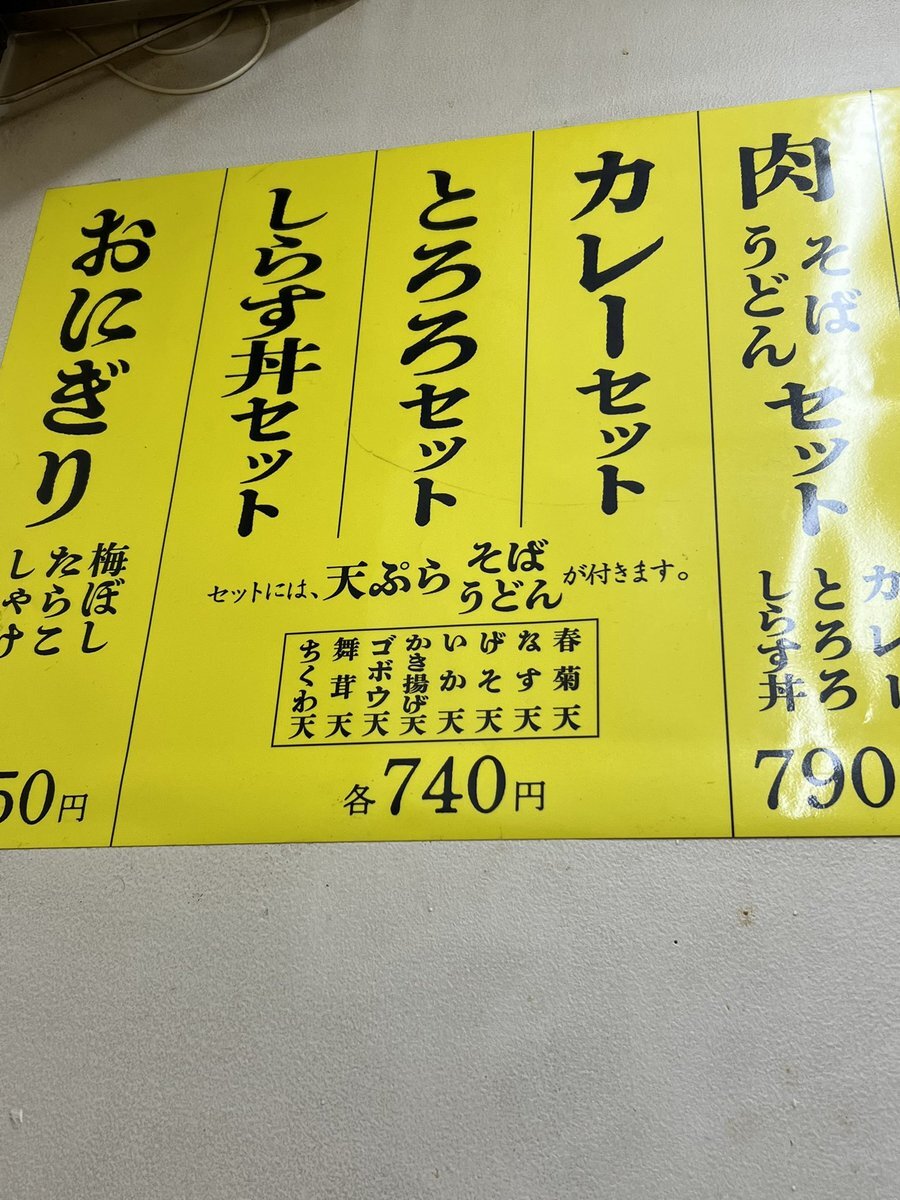 肉
そば
うどん
セット
カレー
とろろ
しらす丼
790
カレーセット
とろろセット
しらす丼セット
セットには、天ぷら
そば
うどん
が付きます。
春菊天
なす天
げそ天
いか天
かき揚げ天
ゴボウ天
舞茸天
ちくわ天
各740円
おにぎり
梅ぼし
たらこ
しゃけ
50円